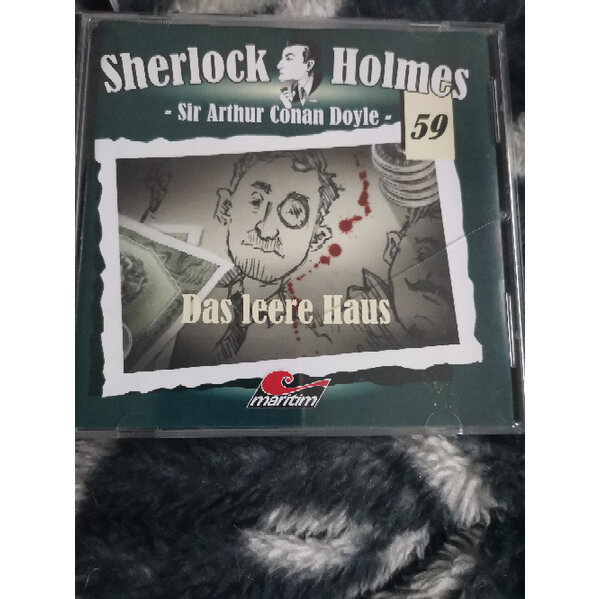 Sherlock Holmes
- Sir Arthur Conan Doyle -
59
Das leere Haus
maritim